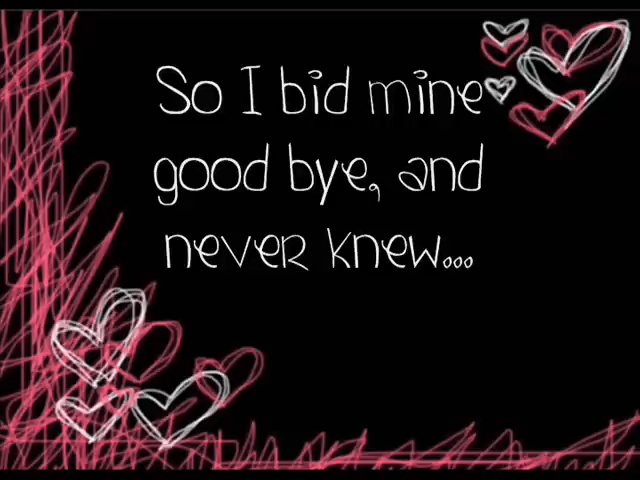 So I bid mine
good bye, and
never knew...